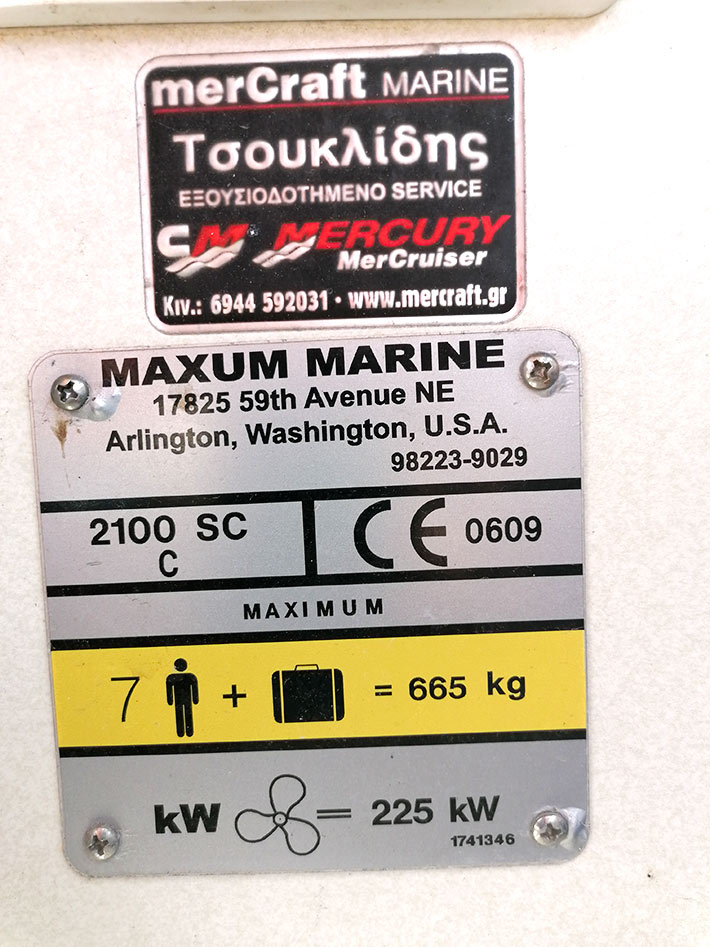 merCraft MARINE
Τσουκλίδης
ΕΞΟΥΣΙΟΔΟΤΗΜΕΝΟ SERVICE
CM MERCURY
MerCruiser
Κιν.: 6944 592031 · www.mercraft.gr
MAXUM MARINE
17825 59th Avenue NE
Arlington, Washington, U.S.A.
98223-9029
2100 SC
C
CE 0609
MAXIMUM
7 + = 665 kg
kW = 225 kW
1741346